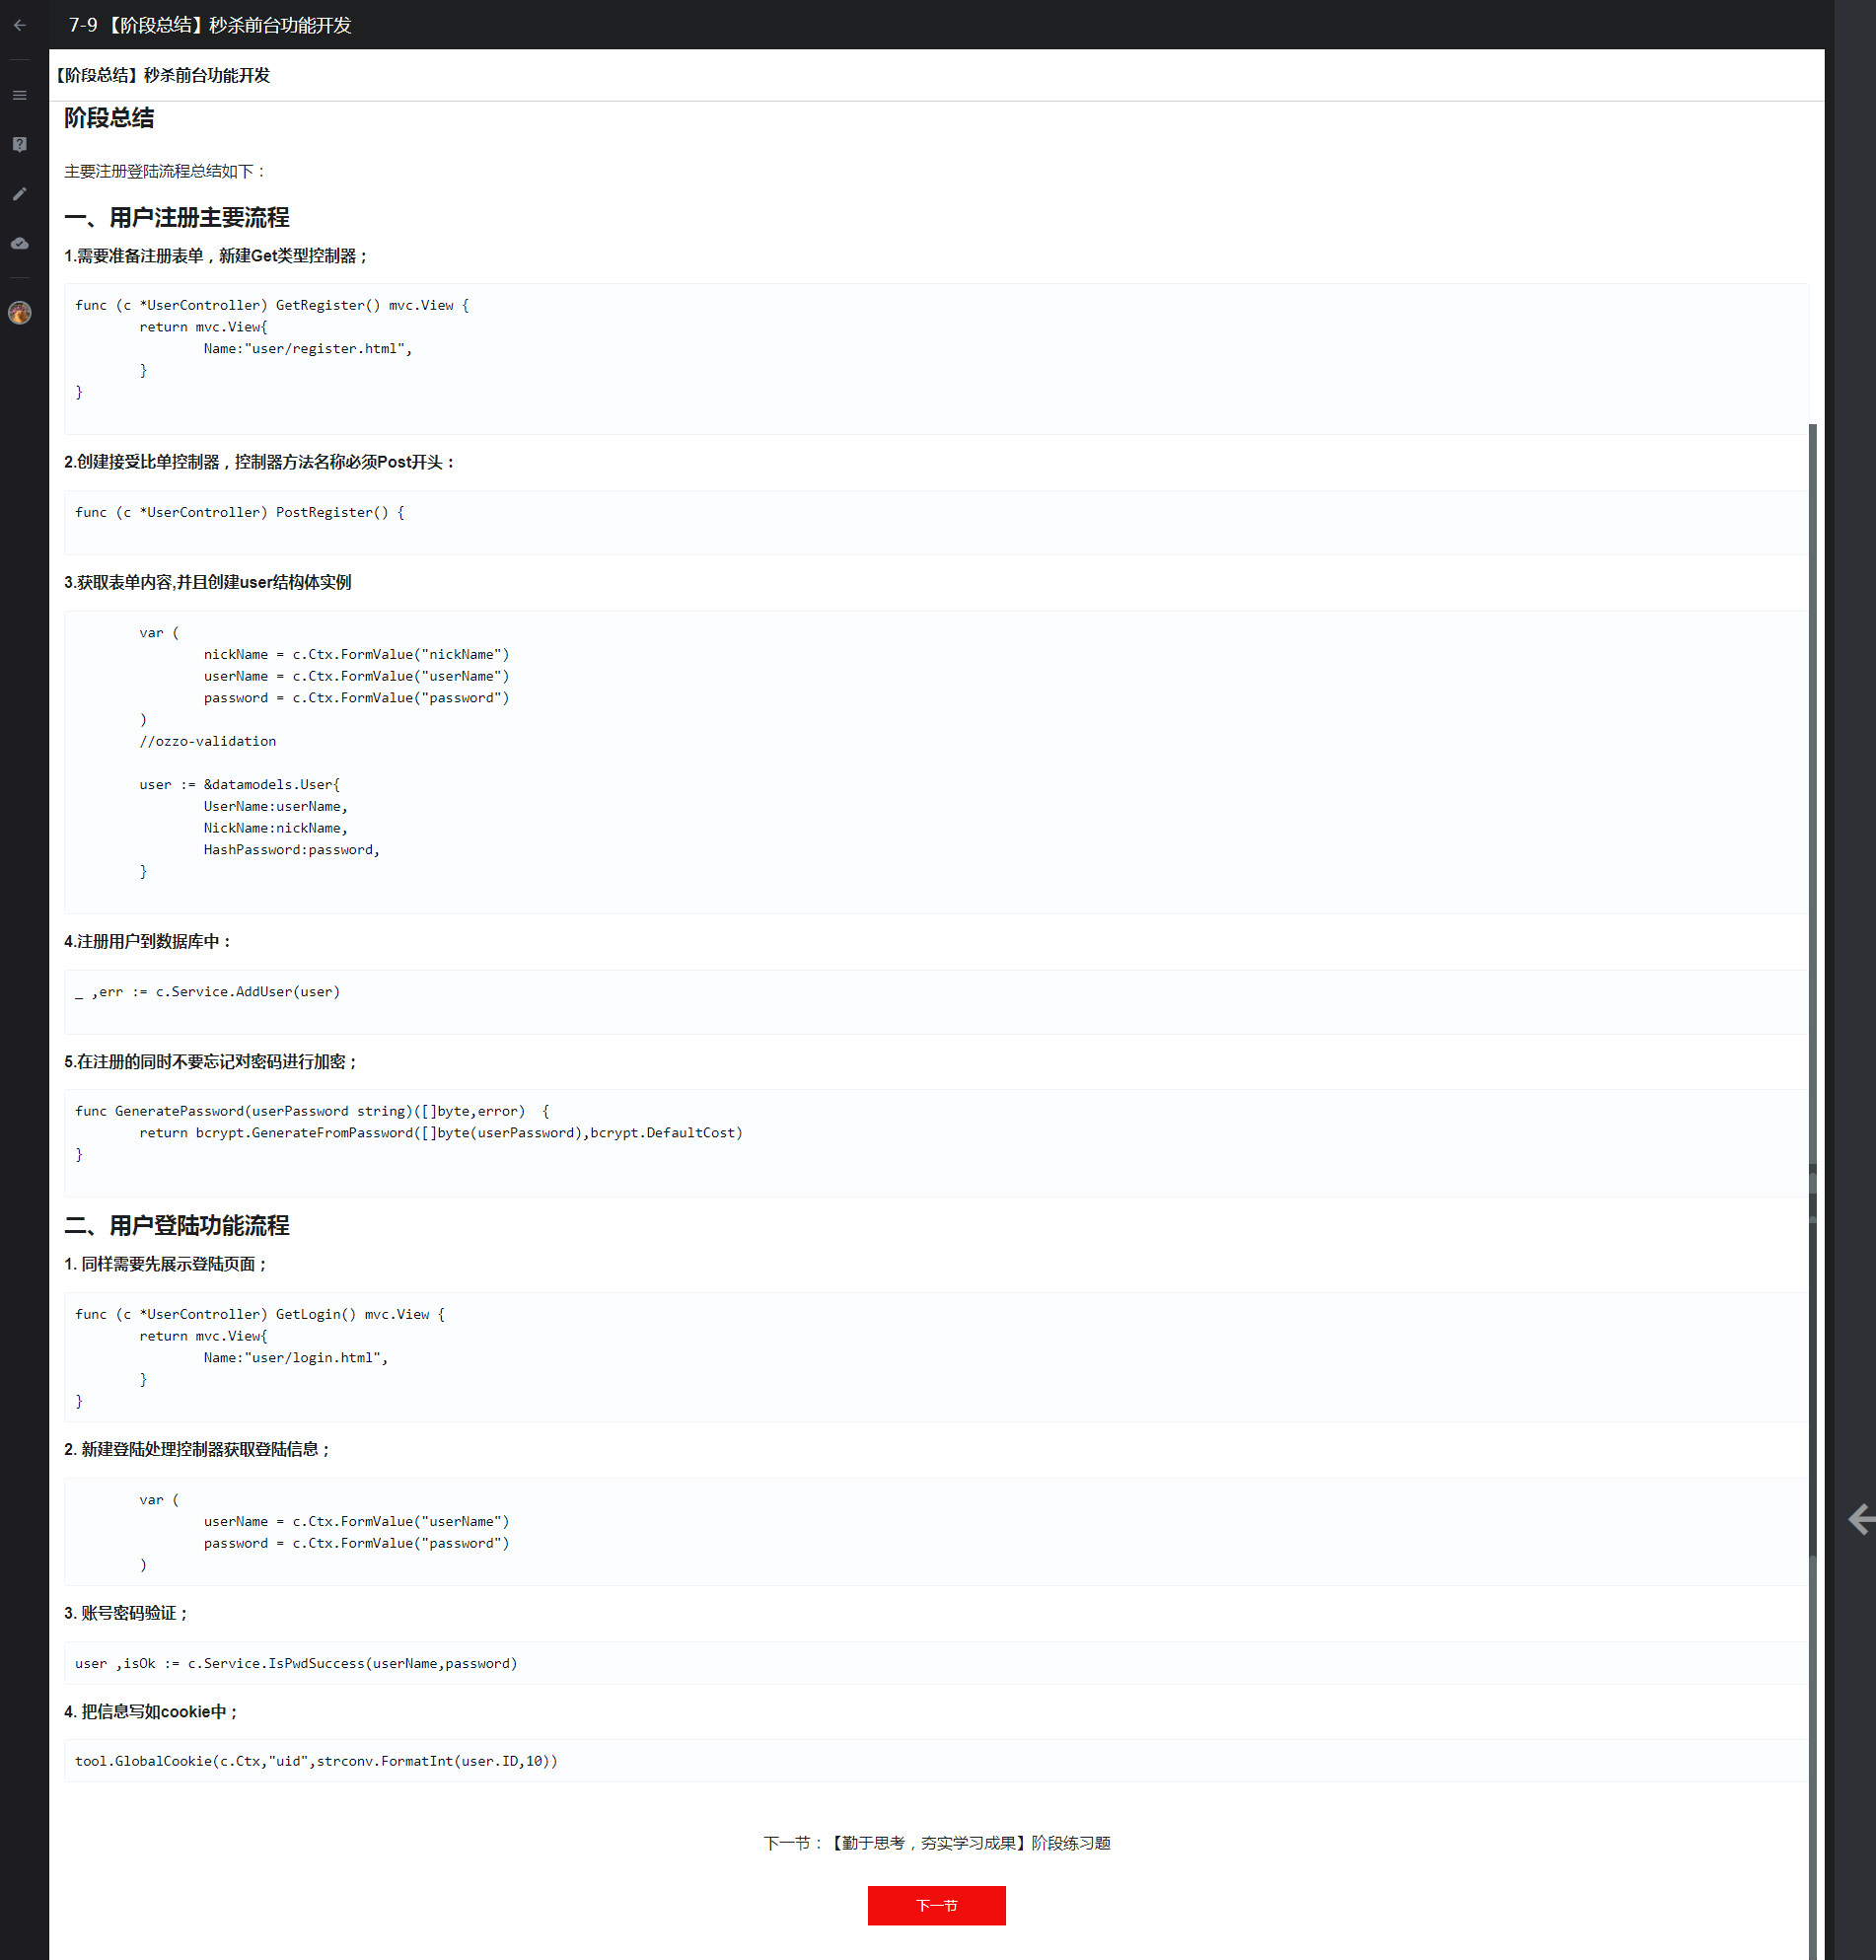 7-9 【阶段总结】秒杀前台功能开发
【阶段总结】秒杀前台功能开发
阶段总结
主要注册登陆流程总结如下：
一、用户注册主要流程
1.需要准备注册表单，新建Get类型控制器；
func (c *UserController) GetRegister() mvc.View {
        return mvc.View{
                Name:"user/register.html",
        }
}
2.创建接受比单控制器，控制器方法名称必须Post开头：
func (c *UserController) PostRegister() {
3.获取表单内容,并且创建user结构体实例
        var (
                nickName = c.Ctx.FormValue("nickName")
                userName = c.Ctx.FormValue("userName")
                password = c.Ctx.FormValue("password")
        )
        //ozzo-validation
        user := &datamodels.User{
                UserName:userName,
                NickName:nickName,
                HashPassword:password,
        }
4.注册用户到数据库中：
_ ,err := c.Service.AddUser(user)
5.在注册的同时不要忘记对密码进行加密；
func GeneratePassword(userPassword string)([]byte,error)  {
        return bcrypt.GenerateFromPassword([]byte(userPassword),bcrypt.DefaultCost)
}
二、用户登陆功能流程
1. 同样需要先展示登陆页面；
func (c *UserController) GetLogin() mvc.View {
        return mvc.View{
                Name:"user/login.html",
        }
}
2. 新建登陆处理控制器获取登陆信息；
        var (
                userName = c.Ctx.FormValue("userName")
                password = c.Ctx.FormValue("password")
        )
3. 账号密码验证；
user ,isOk := c.Service.IsPwdSuccess(userName,password)
4. 把信息写如cookie中；
tool.GlobalCookie(c.Ctx,"uid",strconv.FormatInt(user.ID,10))
下一节：【勤于思考，夯实学习成果】阶段练习题
下一节